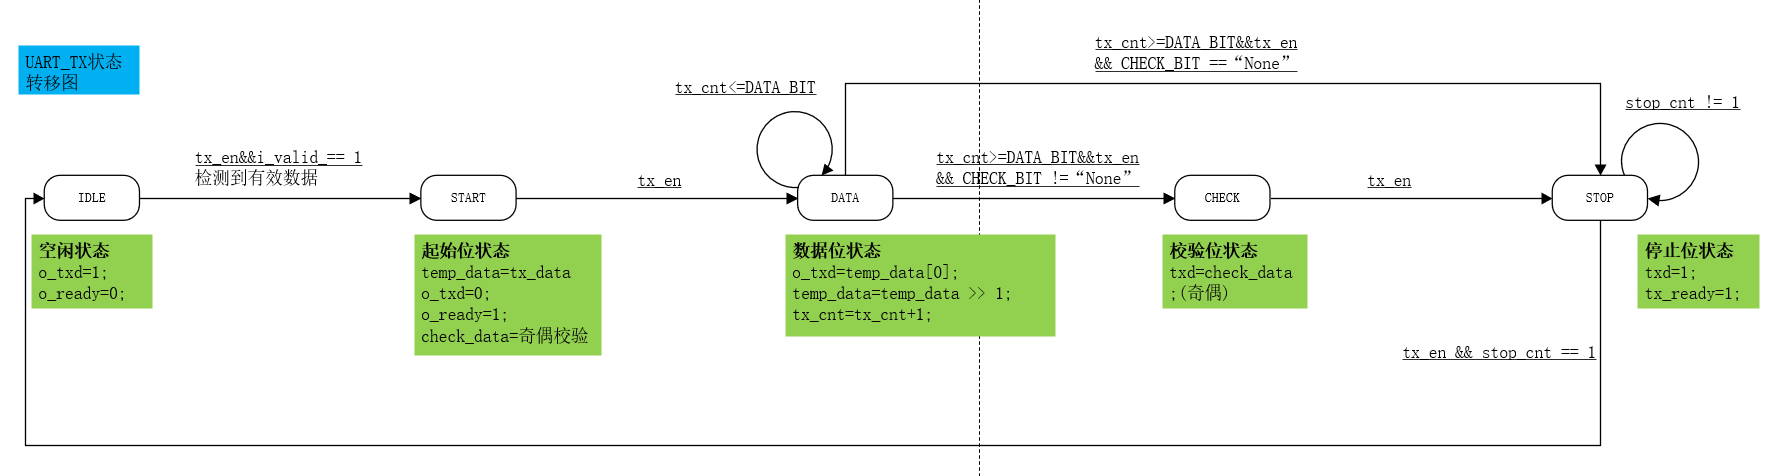 UART_TX状态
转移图
tx_cnt>=DATA_BIT&&tx_en
&& CHECK_BIT ==“None”
tx_cnt<=DATA_BIT
stop_cnt != 1
tx_en&&i_valid_== 1
检测到有效数据
tx_en
tx_cnt>=DATA_BIT&&tx_en
&& CHECK_BIT !=“None”
tx_en
IDLE
START
DATA
CHECK
STOP
空闲状态
o_txd=1;
o_ready=0;
起始位状态
temp_data=tx_data
o_txd=0;
o_ready=1;
check_data=奇偶校验
数据位状态
o_txd=temp_data[0];
temp_data=temp_data >> 1;
tx_cnt=tx_cnt+1;
校验位状态
txd=check_data
;(奇偶)
停止位状态
txd=1;
tx_ready=1;
tx_en && stop_cnt == 1